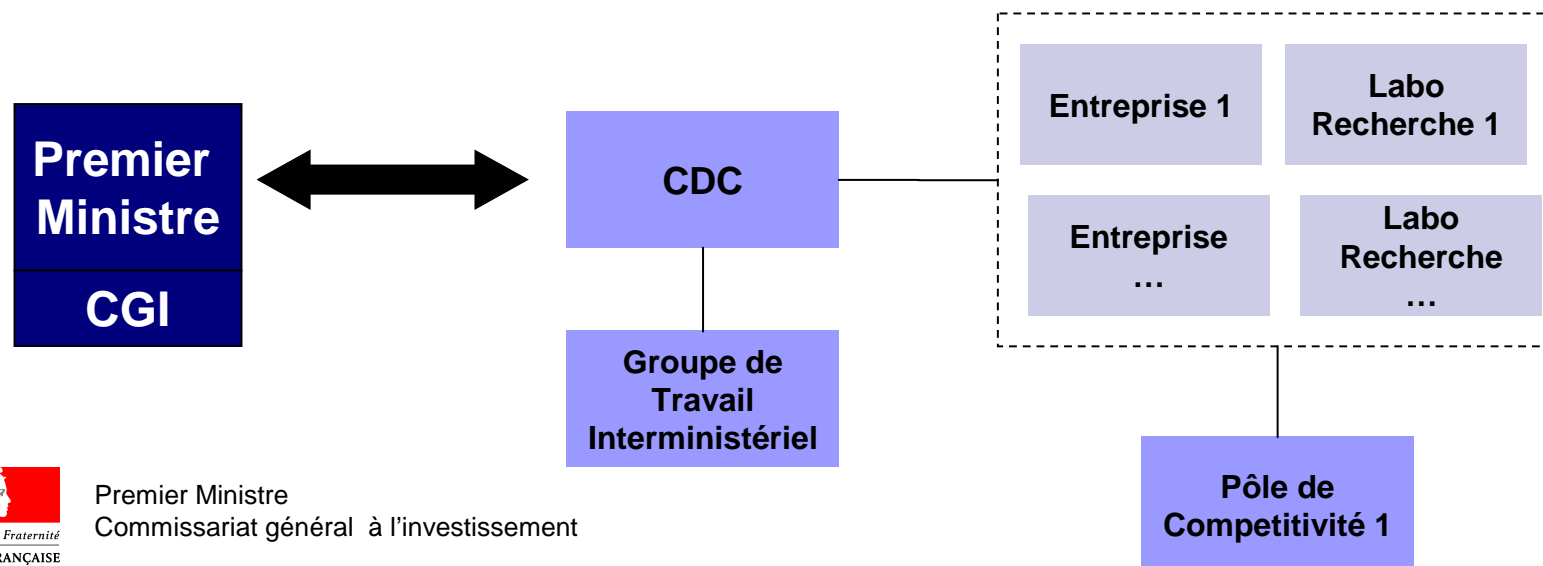 Premier
Ministre
CGI
CDC
Groupe de
Travail
Interministériel
Entreprise 1
Labo
Recherche 1
Entreprise
…
Labo
Recherche
…
Pôle de
Competitivité 1
Fraternité
RANÇAISE
Premier Ministre
Commissariat général à l’investissement